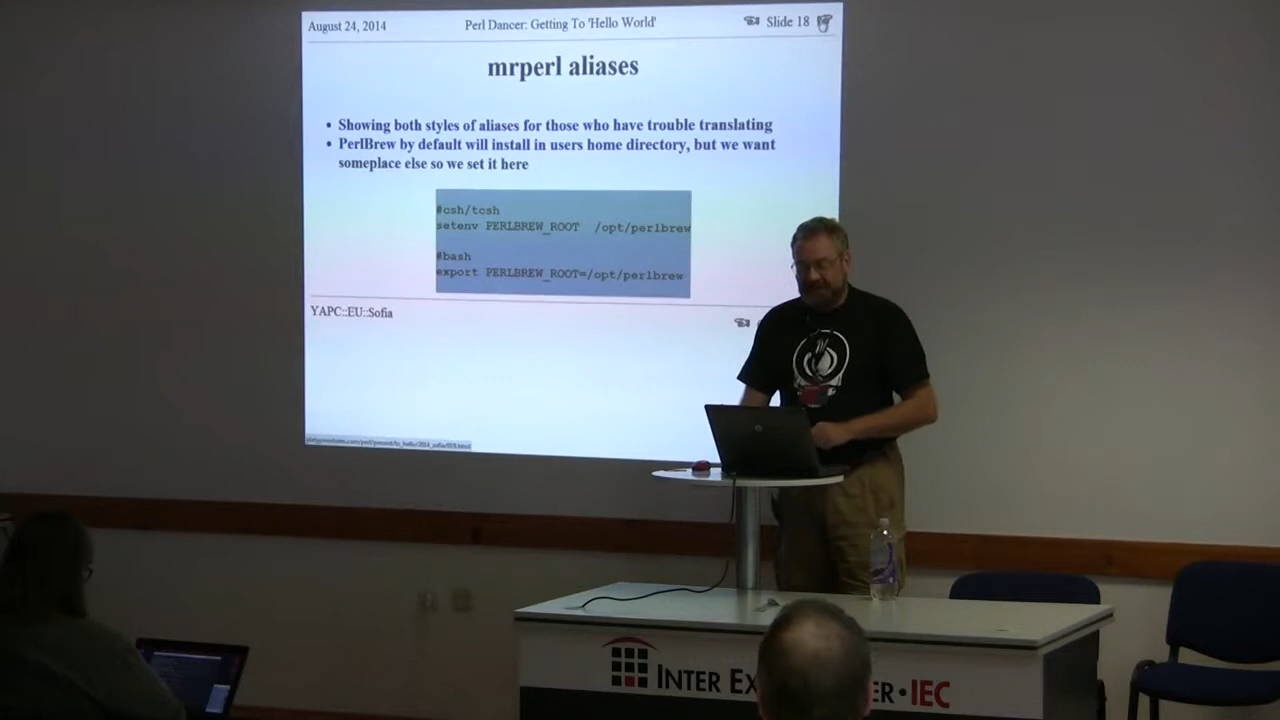 August 24, 2014
Perl Dancer: Getting To 'Hello World'
Slide 18
mrperl aliases
• Showing both styles of aliases for those who have trouble translating
• PerlBrew by default will install in users home directory, but we want
someplace else so we set it here
#csh/tcsh
setenv PERLBREW_ROOT /opt/perlbrew
#bash
export PERLBREW_ROOT=/opt/perlbrew
YAPC::EU::Sofia
INTER EX
ER•IEC